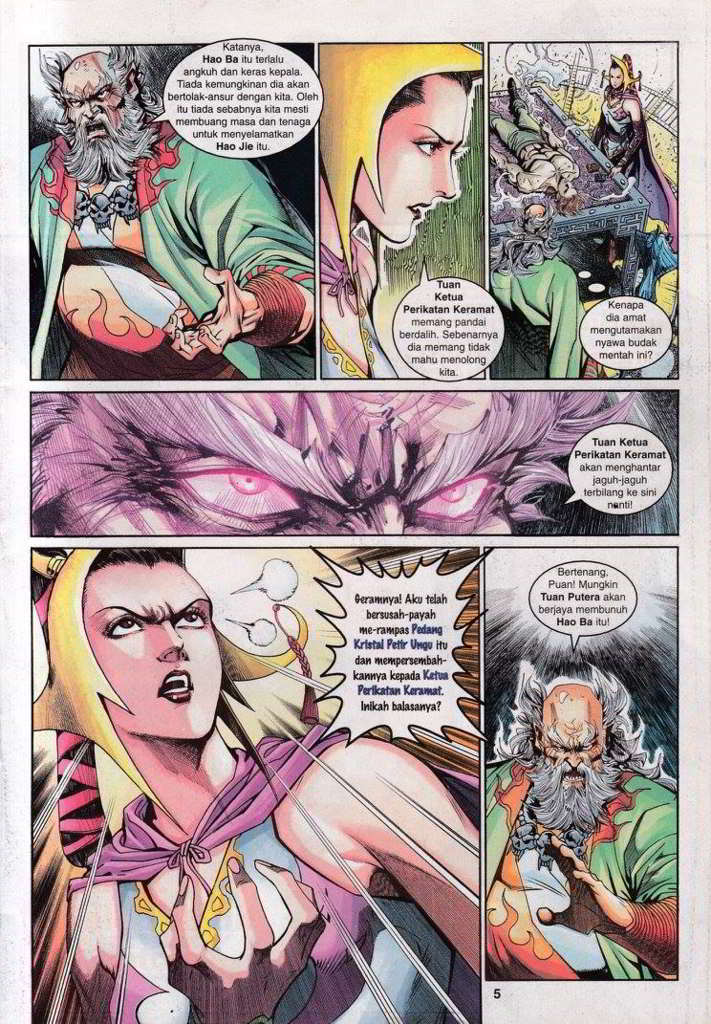 Katanya,
Hao Ba itu terlalu
angkuh dan keras kepala.
Tiada kemungkinan dia akan
bertolak-ansur dengan kita. Oleh
itu tiada sebabnya kita mesti
membuang masa dan tenaga
untuk menyelamatkan
Hao Jie itu.
Tuan
Ketua
Perikatan Keramat
memang pandai
berdalih. Sebenarnya
dia memang tidak
mahu menolong
kita.
Kenapa
dia amat
mengutamakan
nyawa budak
mentah ini?
Tuan Ketua
Perikatan Keramat
akan menghantar
jaguh-jaguh
terbilang ke sini
nanti!
Geramnya! Aku telah
bersusah-payah
me-rampas Pedang
Kristal Petir Ungu itu
dan mempersembah-
kannya kepada Ketua
Perikatan Keramat.
Inikah balasanya?
Bertenang,
Puan! Mungkin
Tuan Putera akan
berjaya membunuh
Hao Ba itu!
5